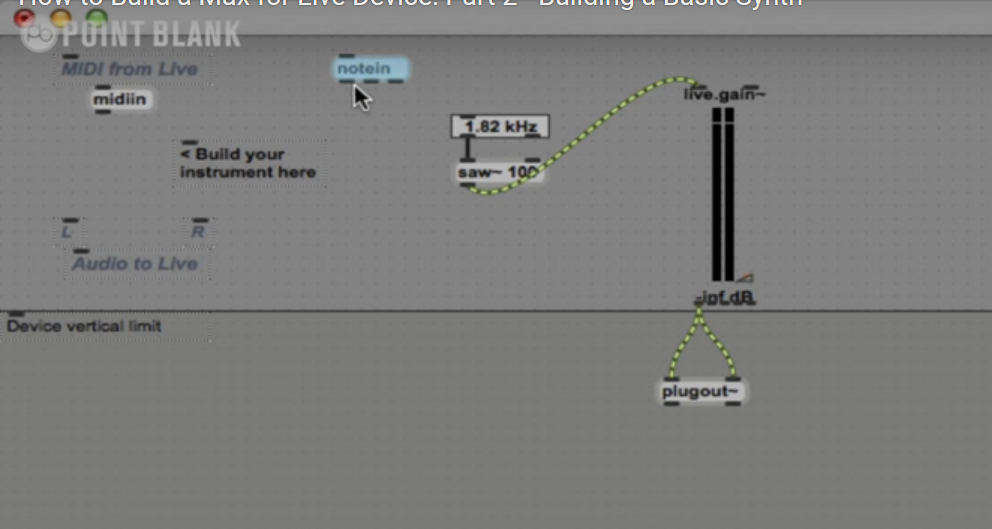 How to Build a Max for Live Device: Part 2 - Building a Basic Synth
pb POINT BLANK
MIDI from Live
notein
midiin
live.gain~
1.82 kHz
< Build your
instrument here
saw~ 100
L
R
Audio to Live
-inf dB
Device vertical limit
plugout~